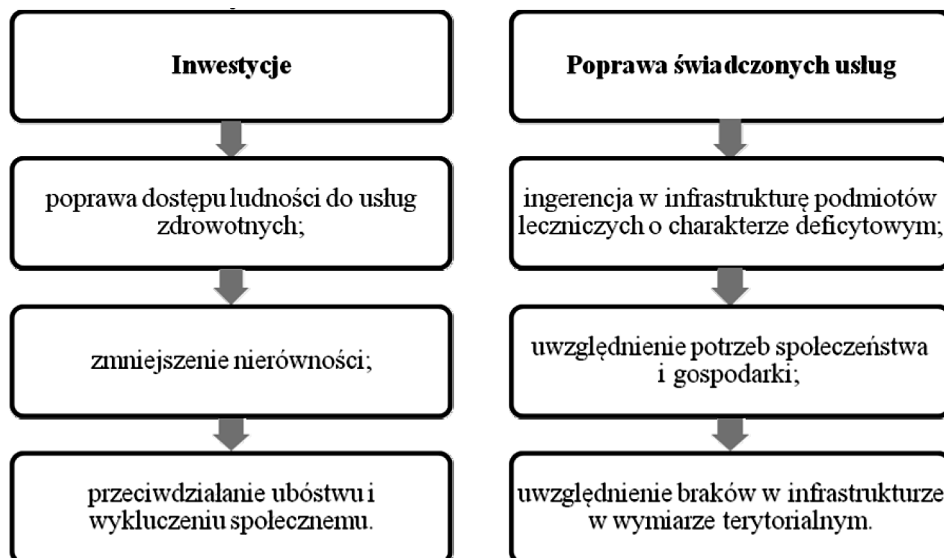 Inwestycje
poprawa dostępu ludności do usług
zdrowotnych;
zmniejszenie nierówności;
przeciwdziałanie ubóstwu i
wykluczeniu społecznemu.
Poprawa świadczonych usług
ingerencja w infrastrukturę podmiotów
leczniczych o charakterze deficytowym;
uwzględnienie potrzeb społeczeństwa
i gospodarki;
uwzględnienie braków w infrastrukturze
w wymiarze terytorialnym.